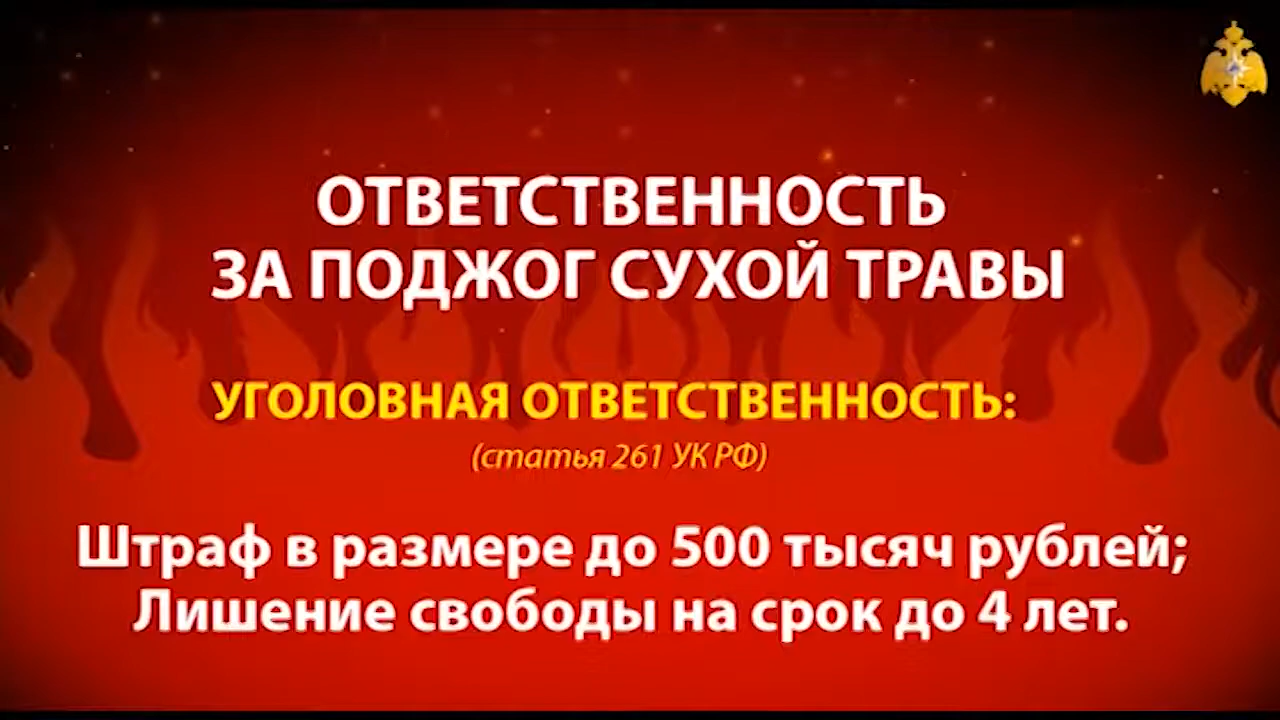 ОТВЕТСТВЕННОСТЬ
ЗА ПОДЖОГ СУХОЙ ТРАВЫ
УГОЛОВНАЯ ОТВЕТСТВЕННОСТЬ:
(статья 261 УК РФ)
Штраф в размере до 500 тысяч рублей;
Лишение свободы на срок до 4 лет.